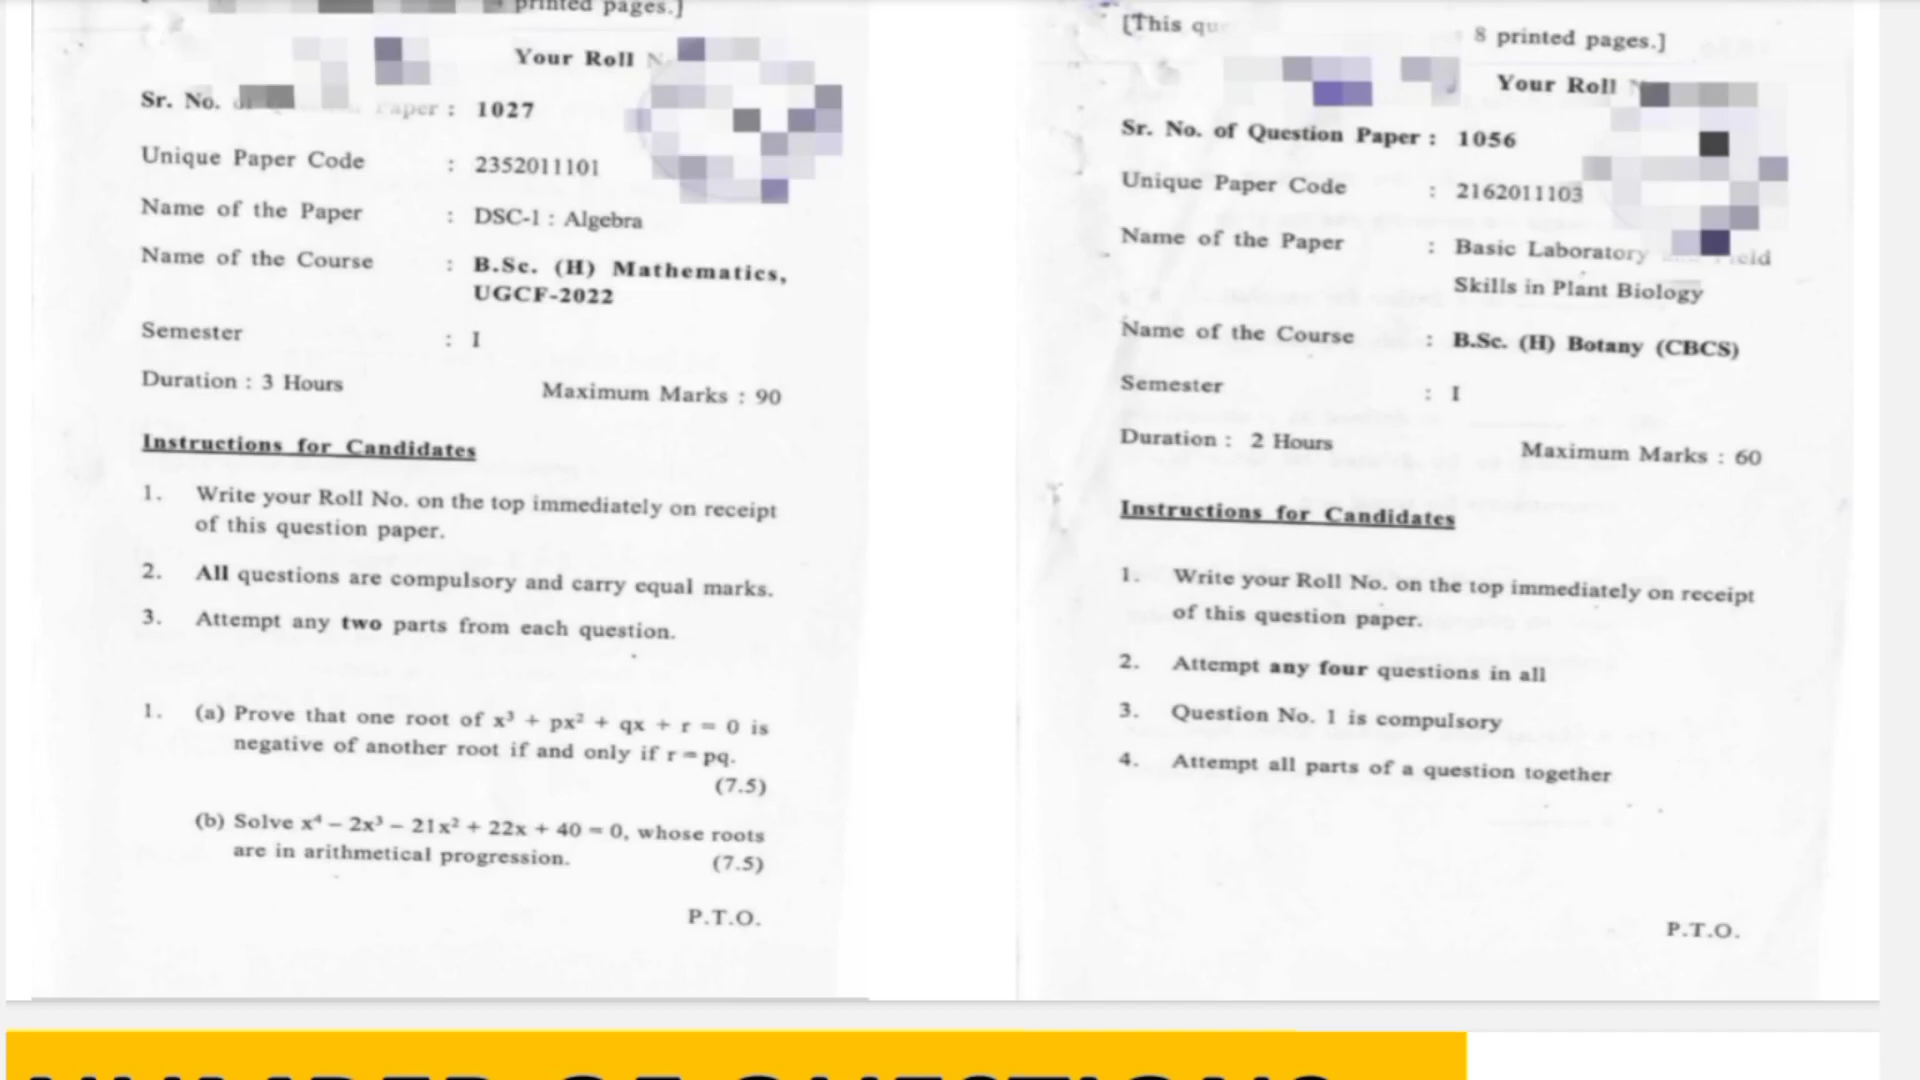 printed pages.]
Your Roll
Sr. No. Paper : 1027
Unique Paper Code : 2352011101
Name of the Paper : DSC-1 : Algebra
Name of the Course : B.Sc. (H) Mathematics,
UGCF-2022
Semester : I
Duration : 3 Hours Maximum Marks : 90
Instructions for Candidates
1. Write your Roll No. on the top immediately on receipt
of this question paper.
2. All questions are compulsory and carry equal marks.
3. Attempt any two parts from each question.
1. (a) Prove that one root of x³ + px² + qx + r = 0 is
negative of another root if and only if r = pq.
(7.5)
(b) Solve x⁴ – 2x³ – 21x² + 22x + 40 = 0, whose roots
are in arithmetical progression. (7.5)
P.T.O.
[This 8 printed pages.]
Your Roll
Sr. No. of Question Paper : 1056
Unique Paper Code : 2162011103
Name of the Paper : Basic Laboratory
Skills in Plant Biology
Name of the Course : B.Sc. (H) Botany (CBCS)
Semester : I
Duration : 2 Hours Maximum Marks : 60
Instructions for Candidates
1. Write your Roll No. on the top immediately on receipt
of this question paper.
2. Attempt any four questions in all
3. Question No. 1 is compulsory
4. Attempt all parts of a question together
P.T.O.
NUMBER OF QUESTIONS